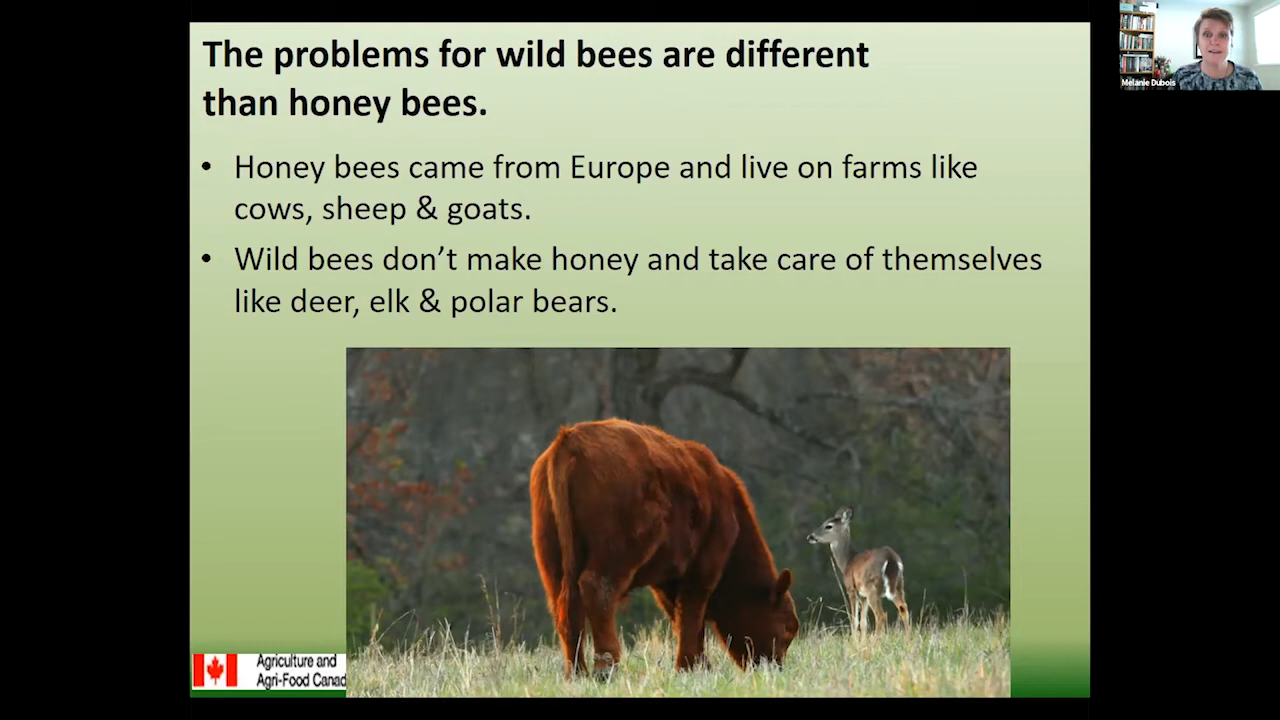 The problems for wild bees are different
than honey bees.
• Honey bees came from Europe and live on farms like
cows, sheep & goats.
• Wild bees don’t make honey and take care of themselves
like deer, elk & polar bears.
Agriculture and
Agri-Food Canad
Melanie Dubois